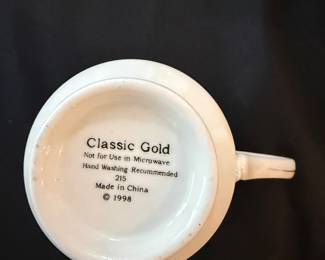 Classic Gold
Not for Use in Microwave
Hand Washing Recommended
215
Made in China
© 1998